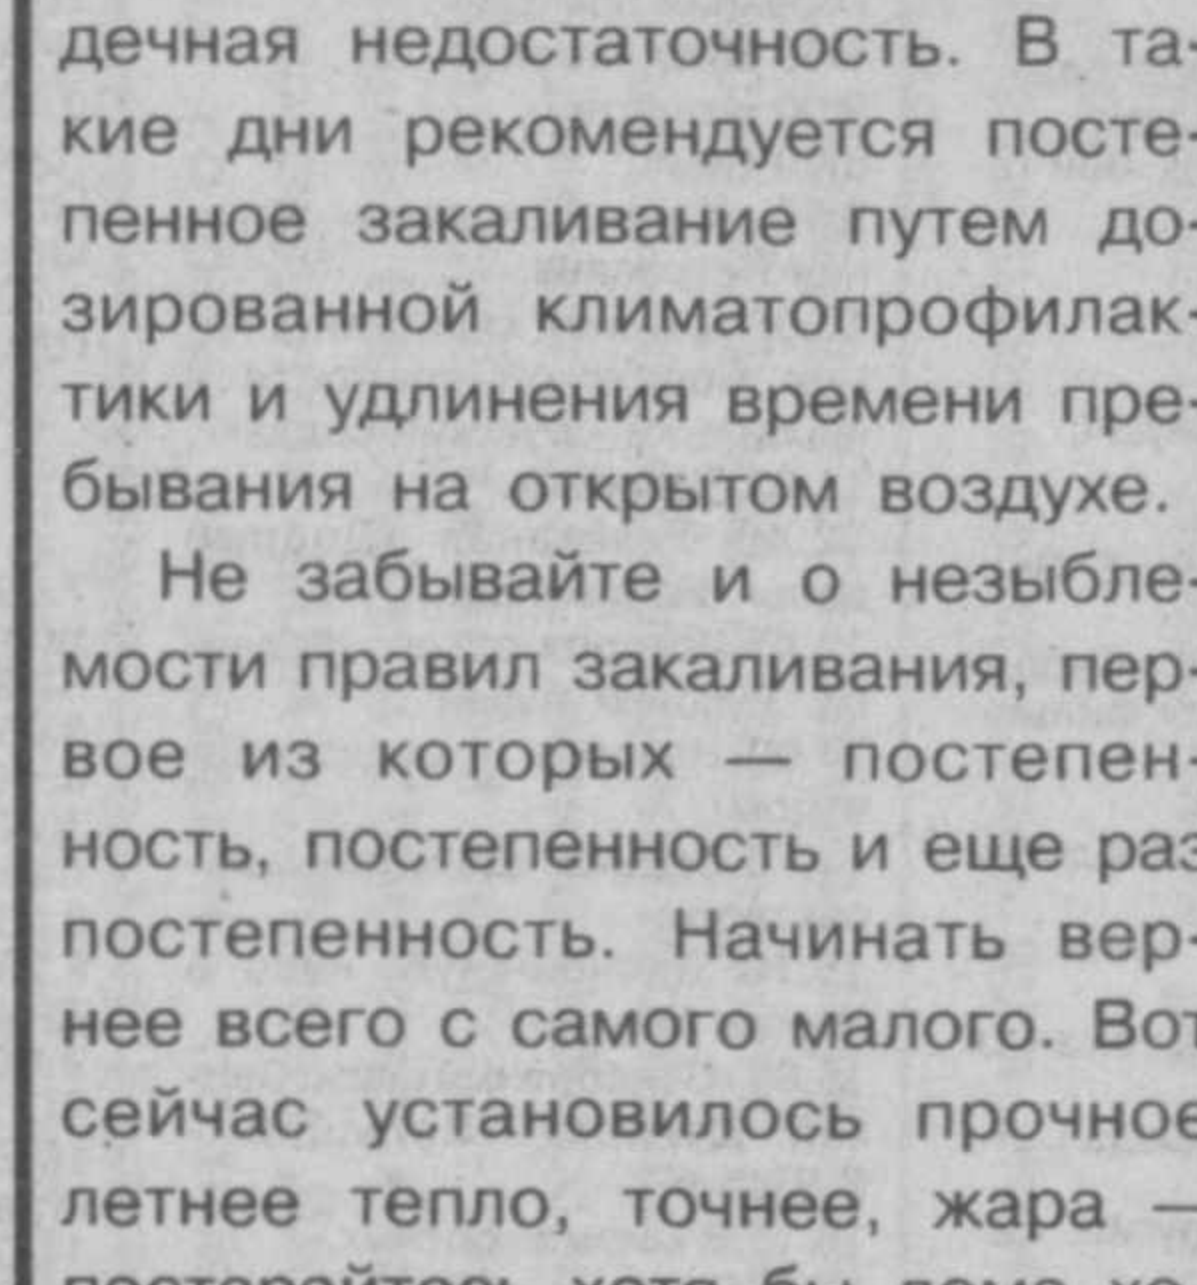 дечная недостаточность. В та-
кие дни рекомендуется посте-
пенное закаливание путем до-
зированной климатопрофилак-
тики и удлинения времени пре-
бывания на открытом воздухе.
Не забывайте и о незыбле-
мости правил закаливания, пер-
вое из которых — постепен-
ность, постепенность и еще раз
постепенность. Начинать вер-
нее всего с самого малого. Вот
сейчас установилось прочное
летнее тепло, точнее, жара —